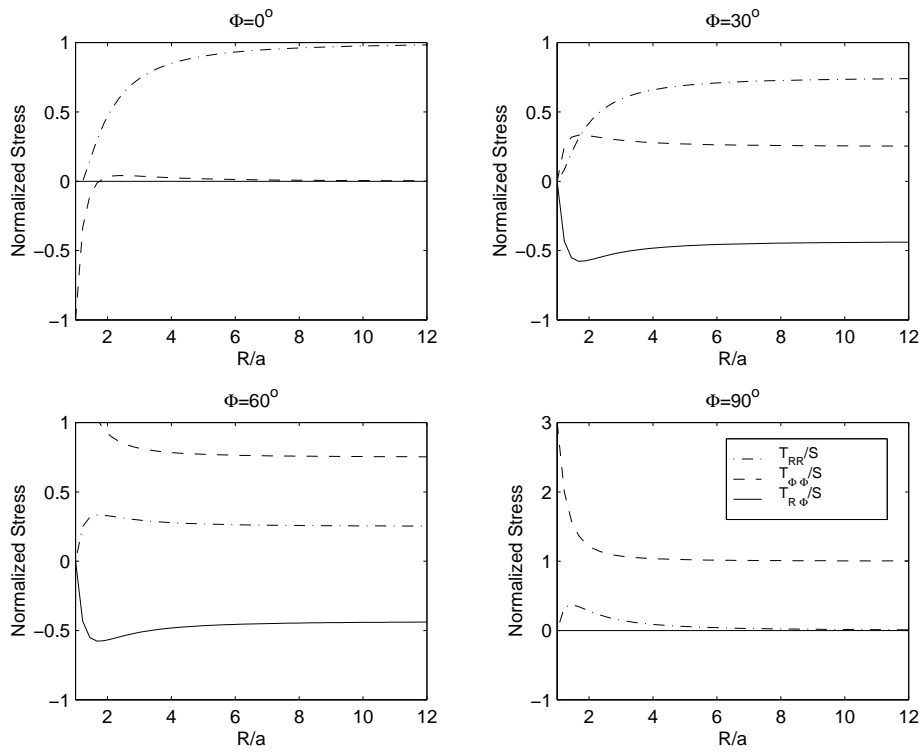 Φ=0°
1
0.5
0
−0.5
−1
2 4 6 8 10 12
R/a
Normalized Stress
Φ=30°
1
0.5
0
−0.5
−1
2 4 6 8 10 12
R/a
Normalized Stress
Φ=60°
1
0.5
0
−0.5
−1
2 4 6 8 10 12
R/a
Normalized Stress
Φ=90°
3
2
1
0
−1
2 4 6 8 10 12
R/a
Normalized Stress
T_RR/S
T_ΦΦ/S
T_RΦ/S